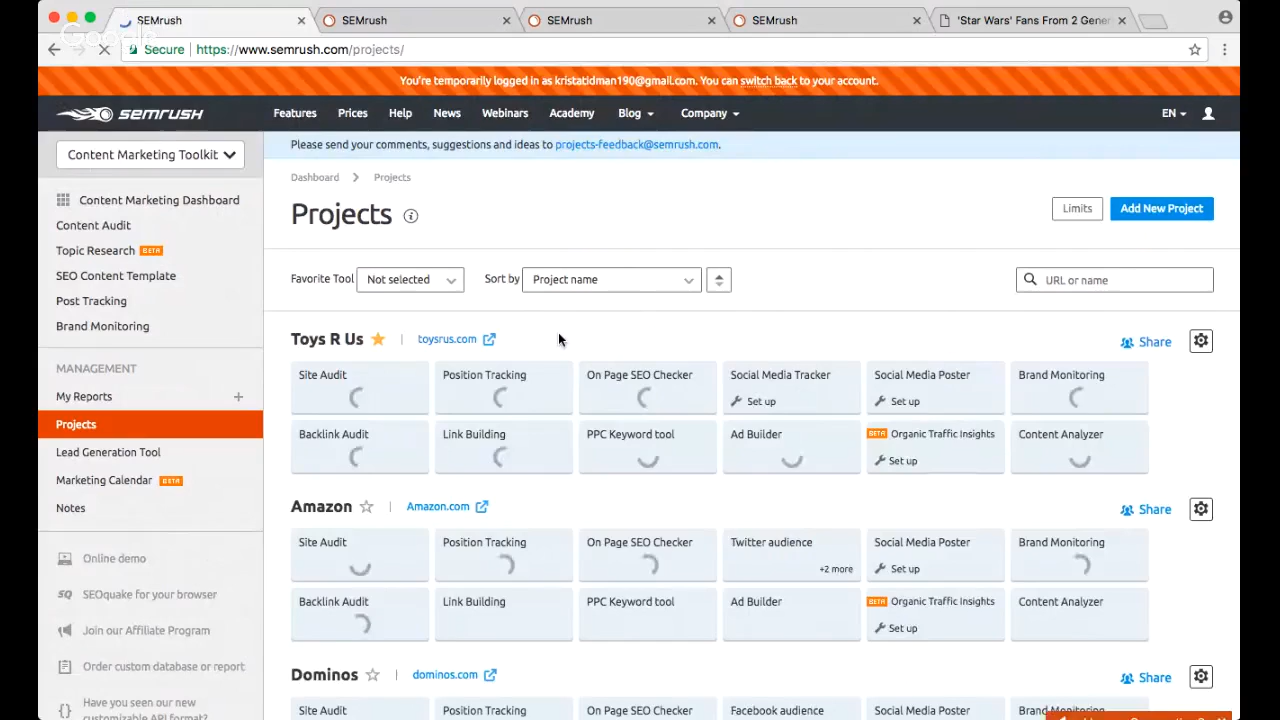 SEMrush
SEMrush
SEMrush
SEMrush
'Star Wars' Fans From 2 Gener
Google
Secure
https://www.semrush.com/projects/
You're temporarily logged in as kristatidman190@gmail.com. You can switch back to your account.
SEMRUSH
Features
Prices
Help
News
Webinars
Academy
Blog
Company
EN
Content Marketing Toolkit
Please send your comments, suggestions and ideas to projects-feedback@semrush.com.
Content Marketing Dashboard
Content Audit
Topic Research BETA
SEO Content Template
Post Tracking
Brand Monitoring
MANAGEMENT
My Reports +
Projects
Lead Generation Tool
Marketing Calendar BETA
Notes
Online demo
SQ SEOquake for your browser
Join our Affiliate Program
Order custom database or report
{} Have you seen our new
customizable API format?
Dashboard > Projects
Projects i
Limits
Add New Project
Favorite Tool Not selected
Sort by Project name
URL or name
Toys R Us | toysrus.com
Share
Site Audit
Position Tracking
On Page SEO Checker
Social Media Tracker
Set up
Social Media Poster
Set up
Brand Monitoring
Backlink Audit
Link Building
PPC Keyword tool
Ad Builder
BETA Organic Traffic Insights
Set up
Content Analyzer
Amazon | Amazon.com
Share
Site Audit
Position Tracking
On Page SEO Checker
Twitter audience
+2 more
Social Media Poster
Set up
Brand Monitoring
Backlink Audit
Link Building
PPC Keyword tool
Ad Builder
BETA Organic Traffic Insights
Set up
Content Analyzer
Dominos | dominos.com
Share
Site Audit
Position Tracking
On Page SEO Checker
Facebook audience
Social Media Poster
Brand Monitoring